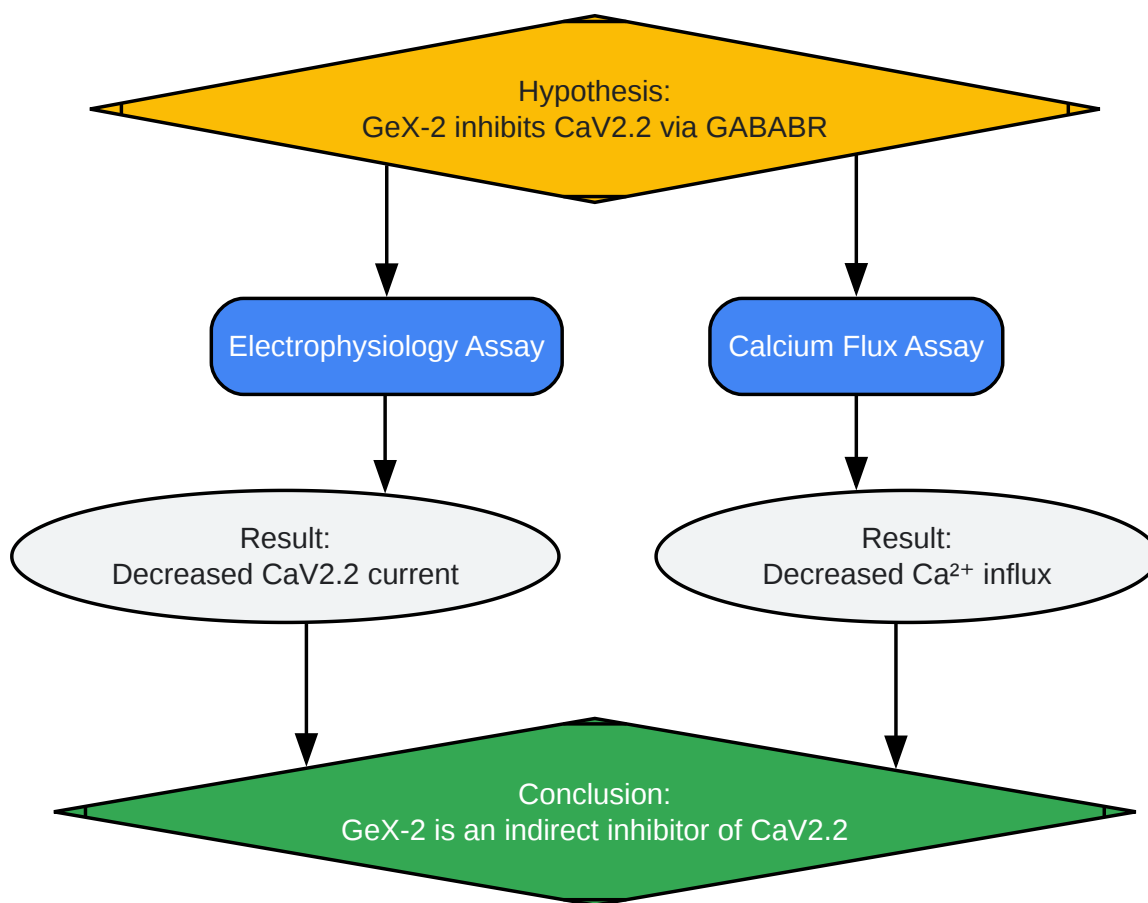 Hypothesis:
GeX-2 inhibits CaV2.2 via GABABR
Electrophysiology Assay
Calcium Flux Assay
Result:
Decreased CaV2.2 current
Result:
Decreased Ca²⁺ influx
Conclusion:
GeX-2 is an indirect inhibitor of CaV2.2